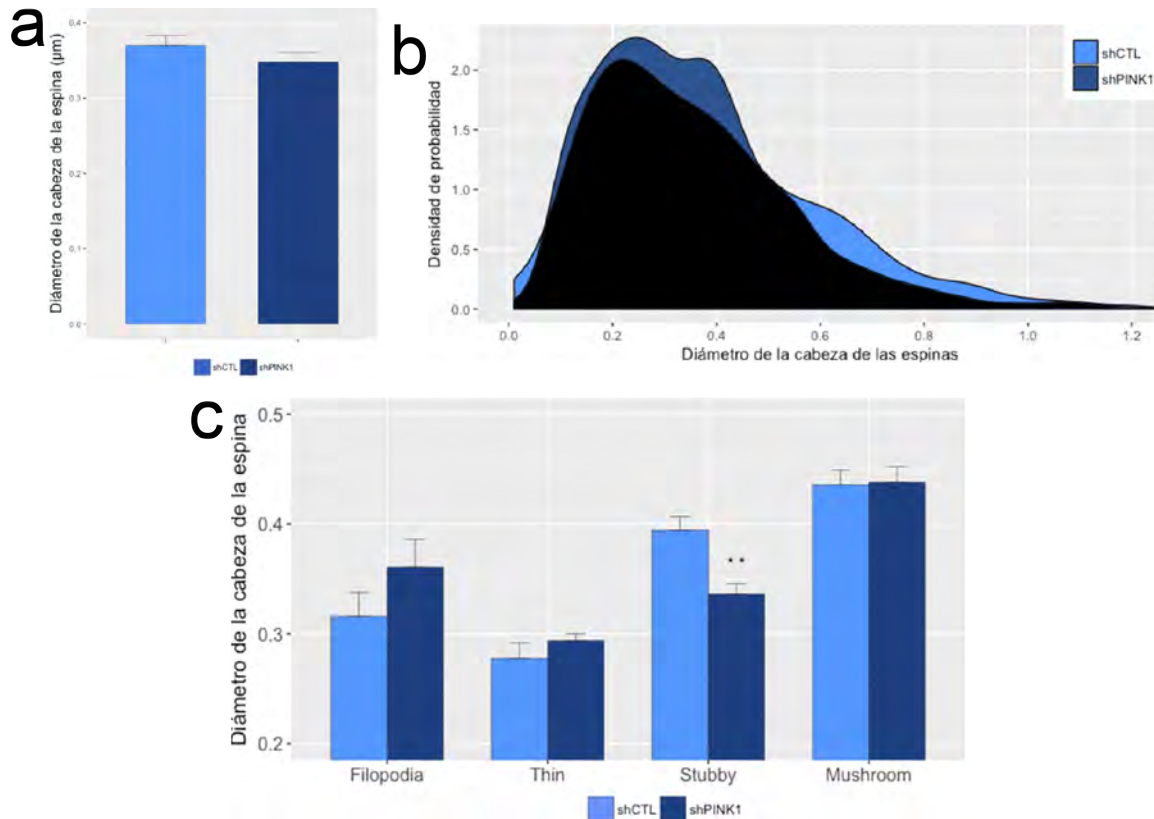 a
Diámetro de la cabeza de la espina (µm)
0.4
0.3
0.2
0.1
0.0
shCTL shPINK1
b
Densidad de probabilidad
2.0
1.5
1.0
0.5
0.0
0.0 0.2 0.4 0.6 0.8 1.0 1.2
Diámetro de la cabeza de las espinas
shCTL
shPINK1
c
Diámetro de la cabeza de la espina
0.5
0.4
0.3
0.2
**
Filopodia Thin Stubby Mushroom
shCTL shPINK1